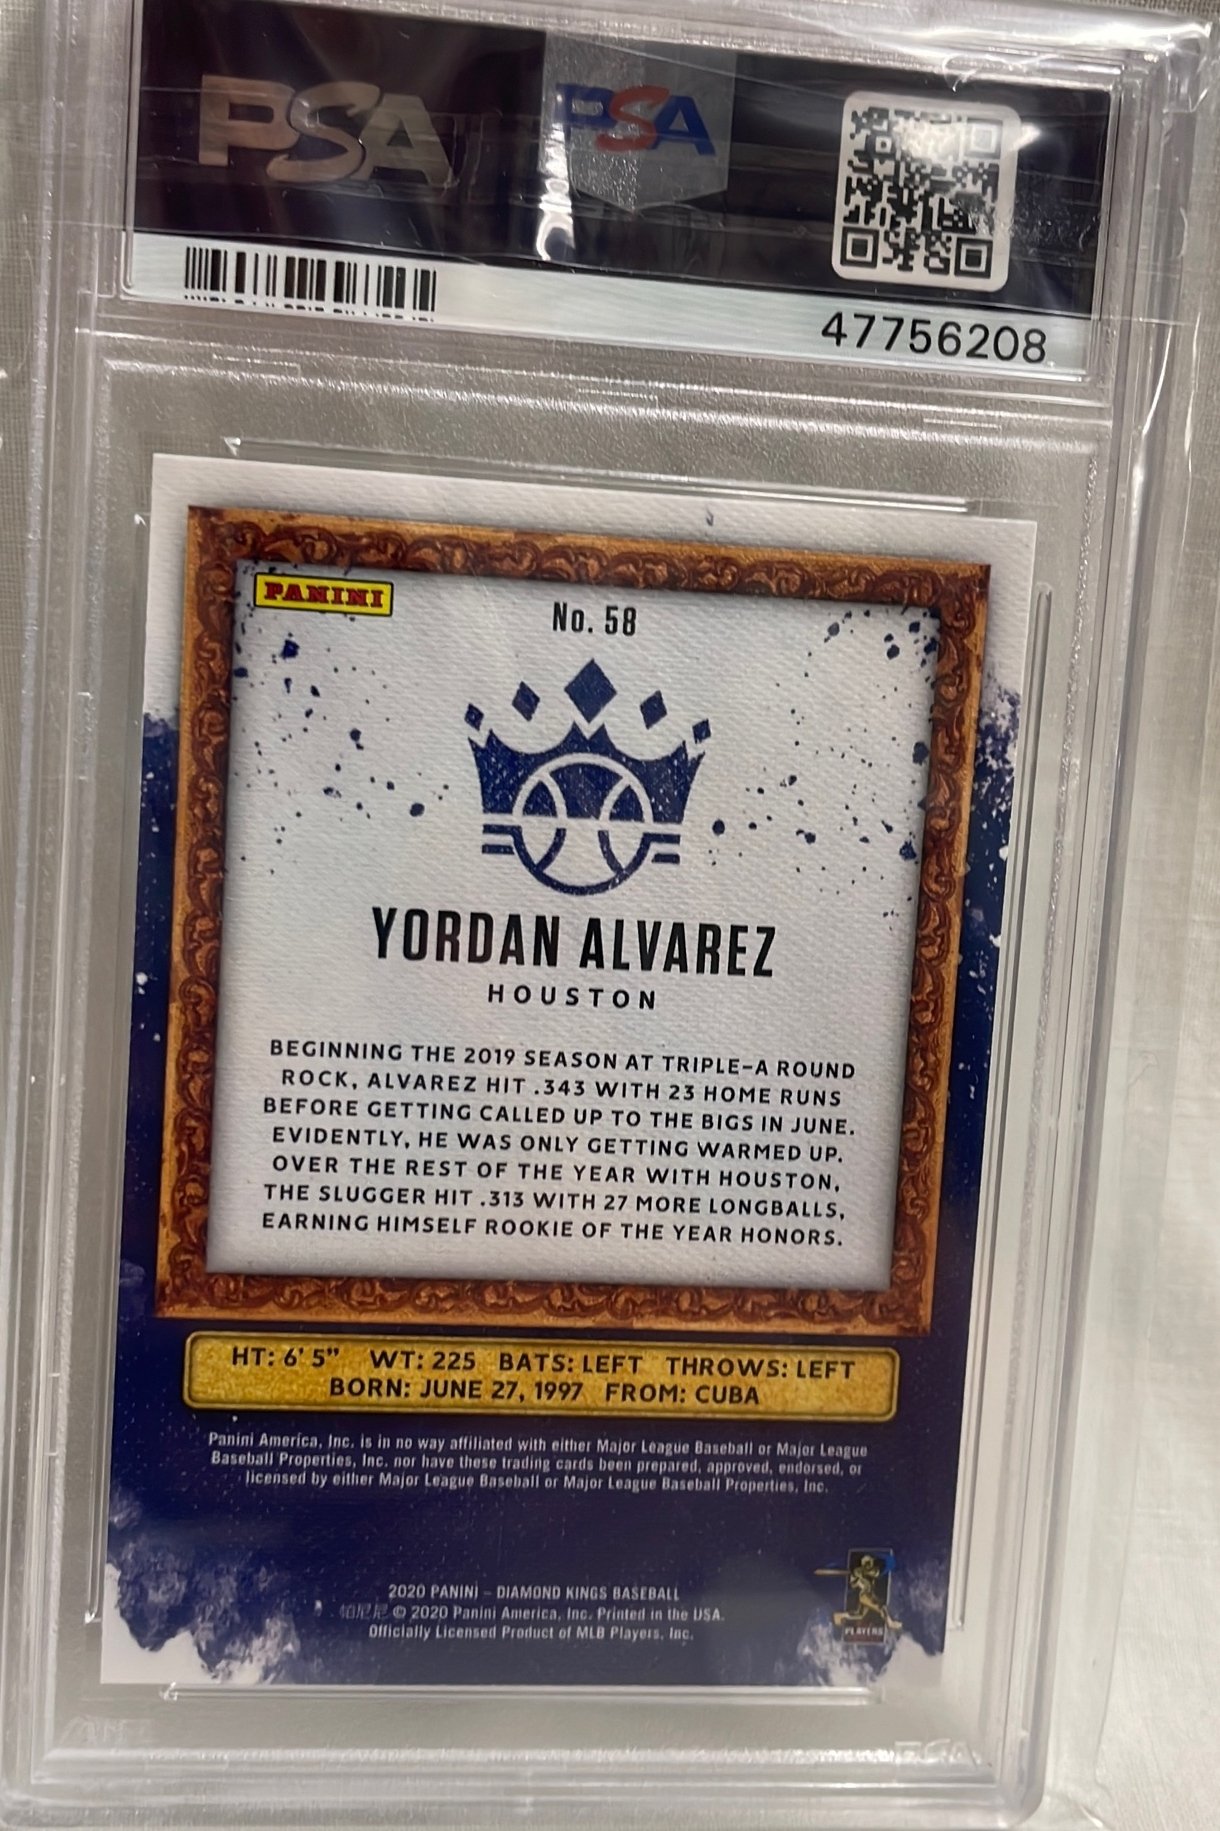 PSA PSA
47756208
PANINI
No. 58
YORDAN ALVAREZ
HOUSTON
BEGINNING THE 2019 SEASON AT TRIPLE-A ROUND
ROCK, ALVAREZ HIT .343 WITH 23 HOME RUNS
BEFORE GETTING CALLED UP TO THE BIGS IN JUNE.
EVIDENTLY, HE WAS ONLY GETTING WARMED UP.
OVER THE REST OF THE YEAR WITH HOUSTON,
THE SLUGGER HIT .313 WITH 27 MORE LONGBALLS,
EARNING HIMSELF ROOKIE OF THE YEAR HONORS.
HT: 6' 5" WT: 225 BATS: LEFT THROWS: LEFT
BORN: JUNE 27, 1997 FROM: CUBA
Panini America, Inc. is in no way affiliated with either Major League Baseball or Major League
Baseball Properties, Inc. nor have these trading cards been prepared, approved, endorsed, or
licensed by either Major League Baseball or Major League Baseball Properties, Inc.
2020 PANINI – DIAMOND KINGS BASEBALL
帕尼尼 © 2020 Panini America, Inc. Printed in the USA.
Officially Licensed Product of MLB Players, Inc.
PLAYERS
PSA